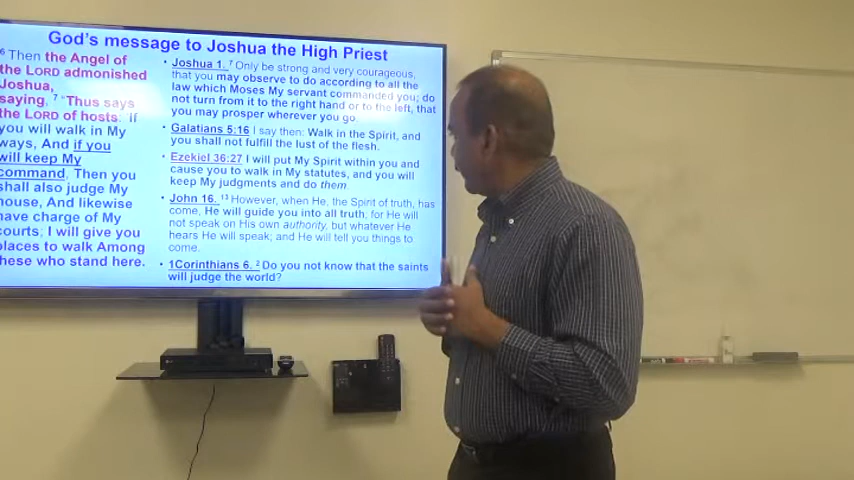 God's message to Joshua the High Priest
6 Then the Angel of
the LORD admonished
Joshua,
saying, 7 "Thus says
the LORD of hosts: 'If
you will walk in My
ways, And if you
will keep My
command, Then you
shall also judge My
house, And likewise
have charge of My
courts; I will give you
places to walk Among
these who stand here.
• Joshua 1. 7 Only be strong and very courageous,
that you may observe to do according to all the
law which Moses My servant commanded you; do
not turn from it to the right hand or to the left, that
you may prosper wherever you go.
• Galatians 5:16 I say then: Walk in the Spirit, and
you shall not fulfill the lust of the flesh.
• Ezekiel 36:27 I will put My Spirit within you and
cause you to walk in My statutes, and you will
keep My judgments and do them.
• John 16. 13 However, when He, the Spirit of truth, has
come, He will guide you into all truth; for He will
not speak on His own authority, but whatever He
hears He will speak; and He will tell you things to
come.
• 1Corinthians 6. 2 Do you not know that the saints
will judge the world?